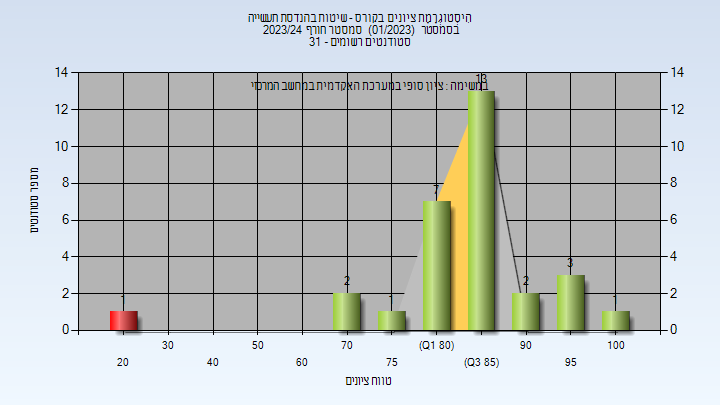 היסטוגרמת ציונים בקורס - שיטות בהנדסת תעשייה
בסמסטר (01/2023) סמסטר חורף 2023/24
סטודנטים רשומים - 31
במשימה : ציון סופי במערכת האקדמית במחשב המרכזי
מספר סטודנטים
14 12 10 8 6 4 2 0
14 12 10 8 6 4 2 0
1 2 1 7 13 2 3 1
30 50 70 (Q1 80) 90 100
20 40 60 75 (Q3 85) 95
טווח ציונים